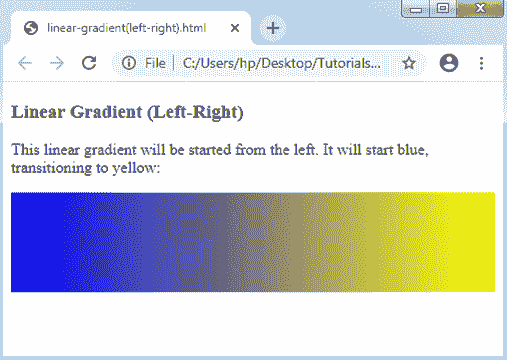 linear-gradient(left-right).html
File
C:/Users/hp/Desktop/Tutorials...
Linear Gradient (Left-Right)
This linear gradient will be started from the left. It will start blue,
transitioning to yellow: